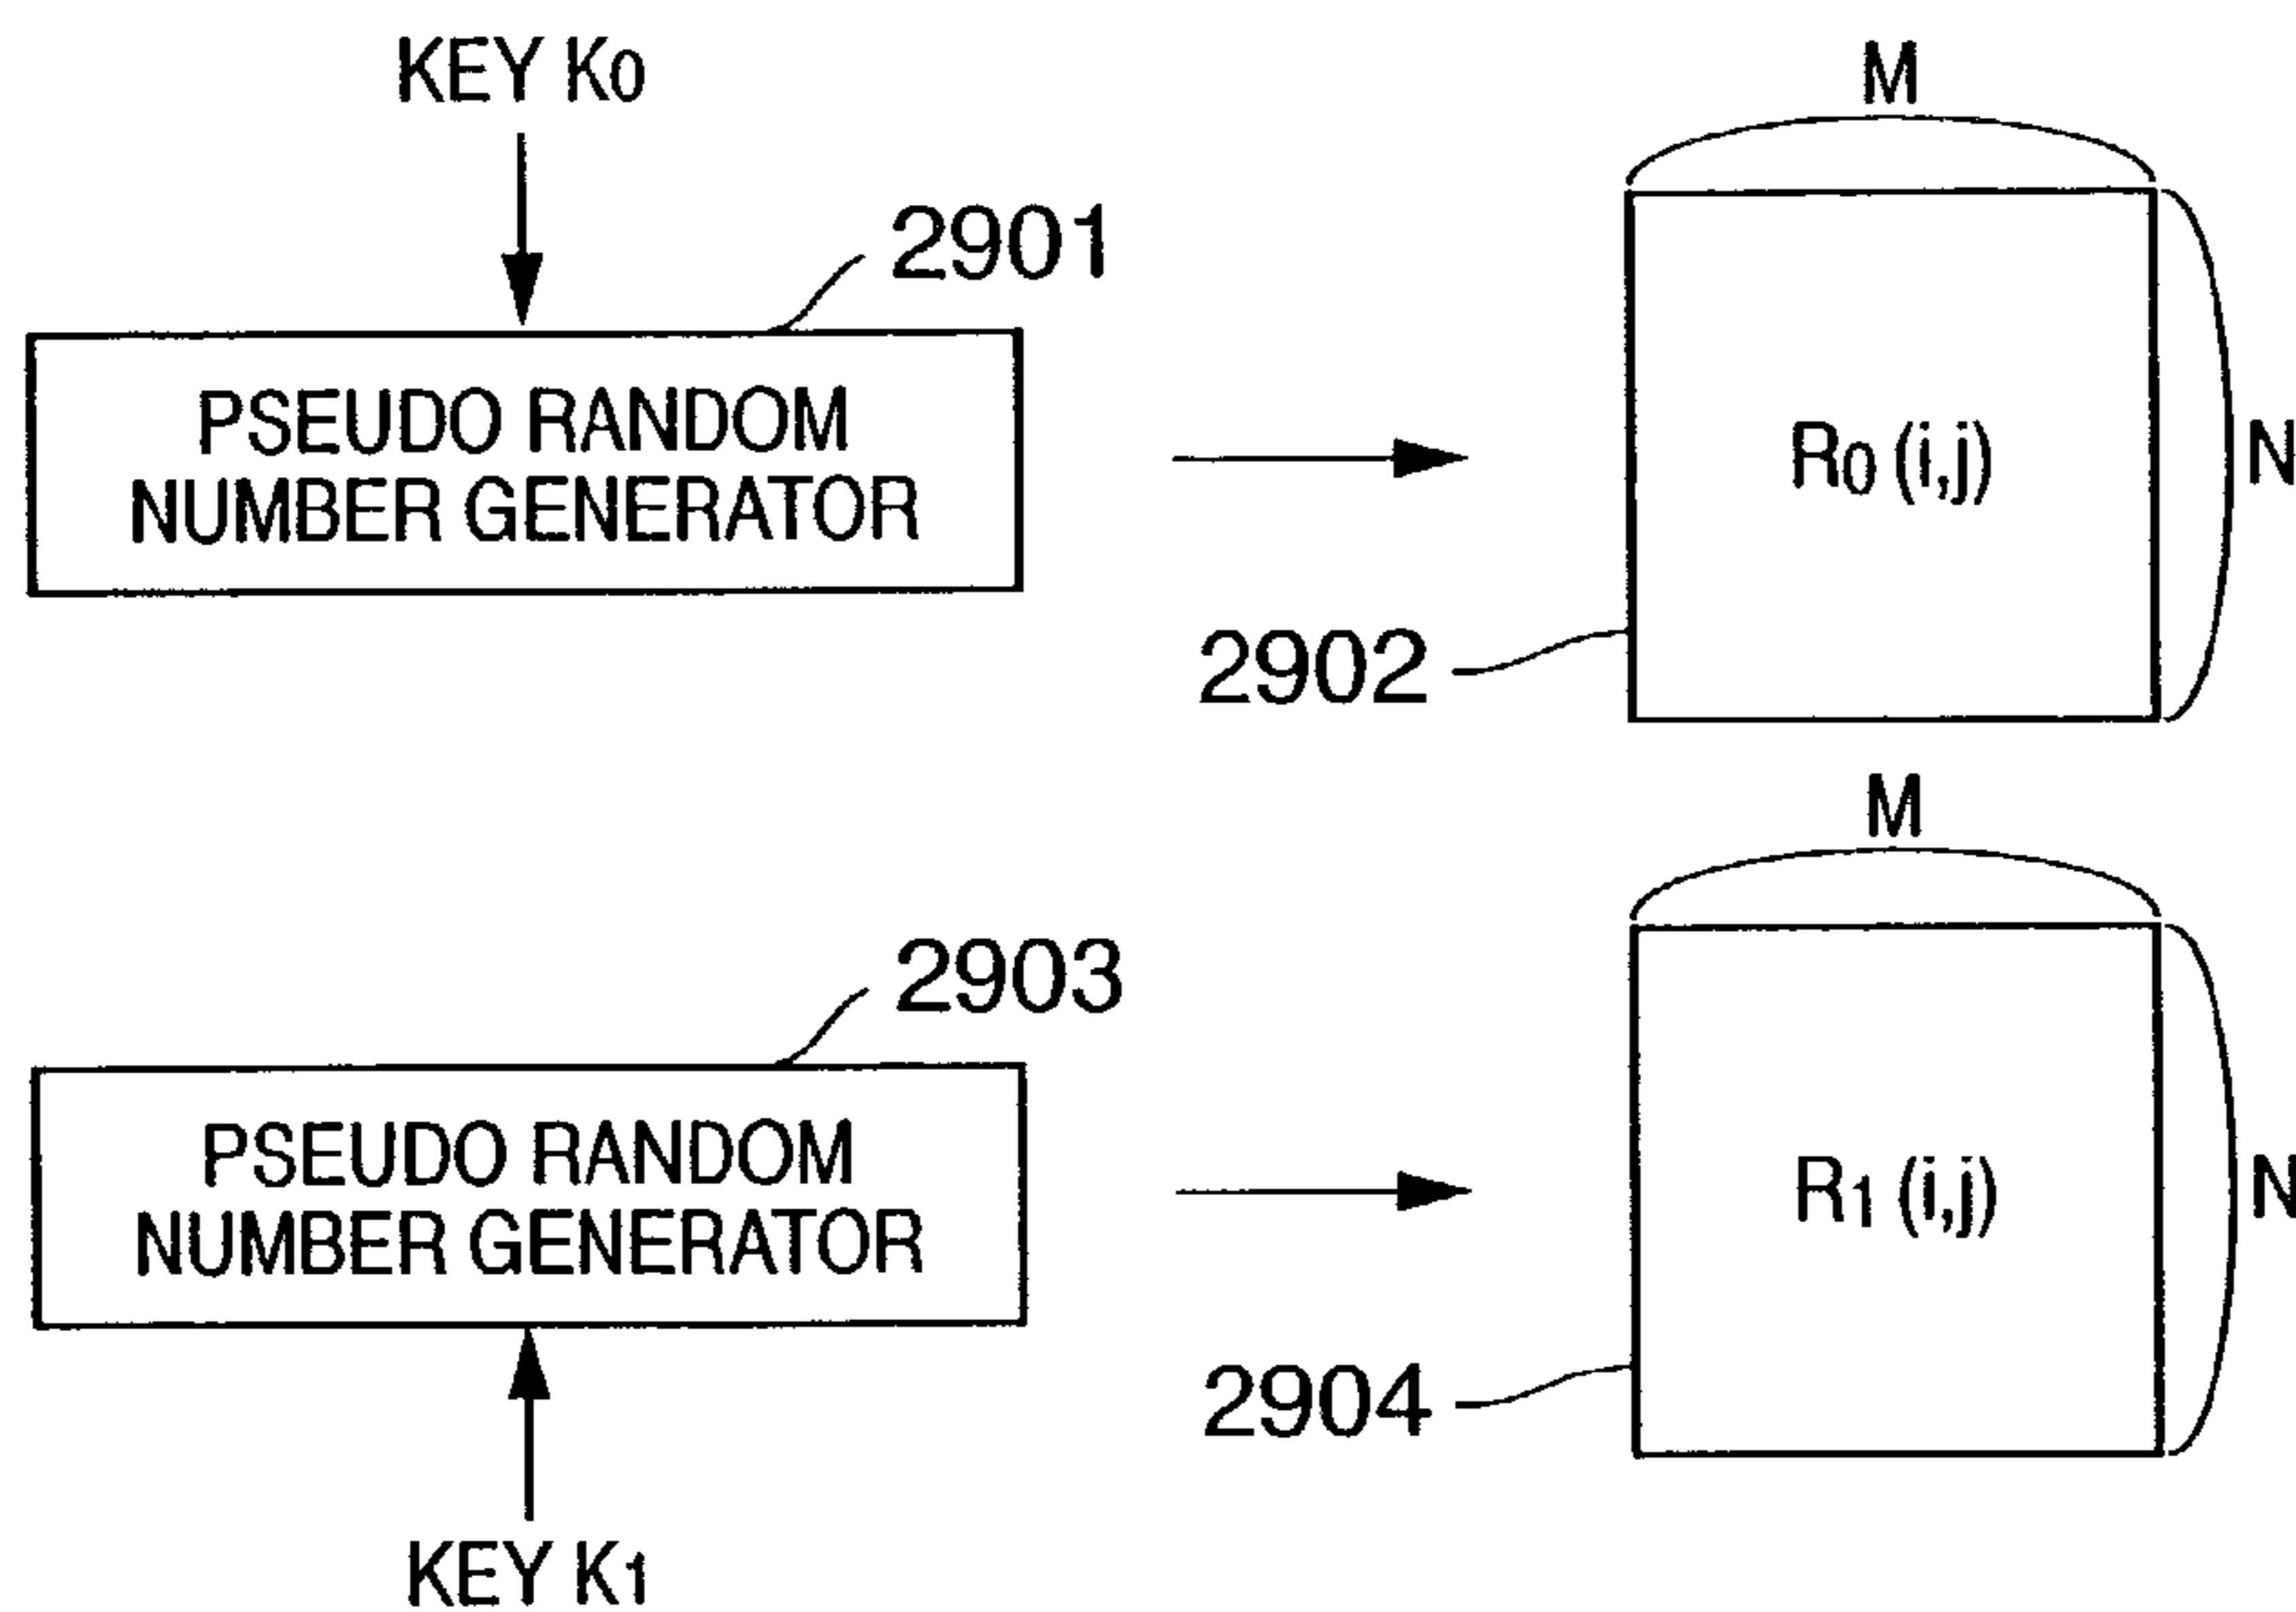 KEY K0
M
2901
PSEUDO RANDOM
NUMBER GENERATOR
R0 (i,j)
N
2902
M
2903
PSEUDO RANDOM
NUMBER GENERATOR
R1 (i,j)
N
2904
KEY K1